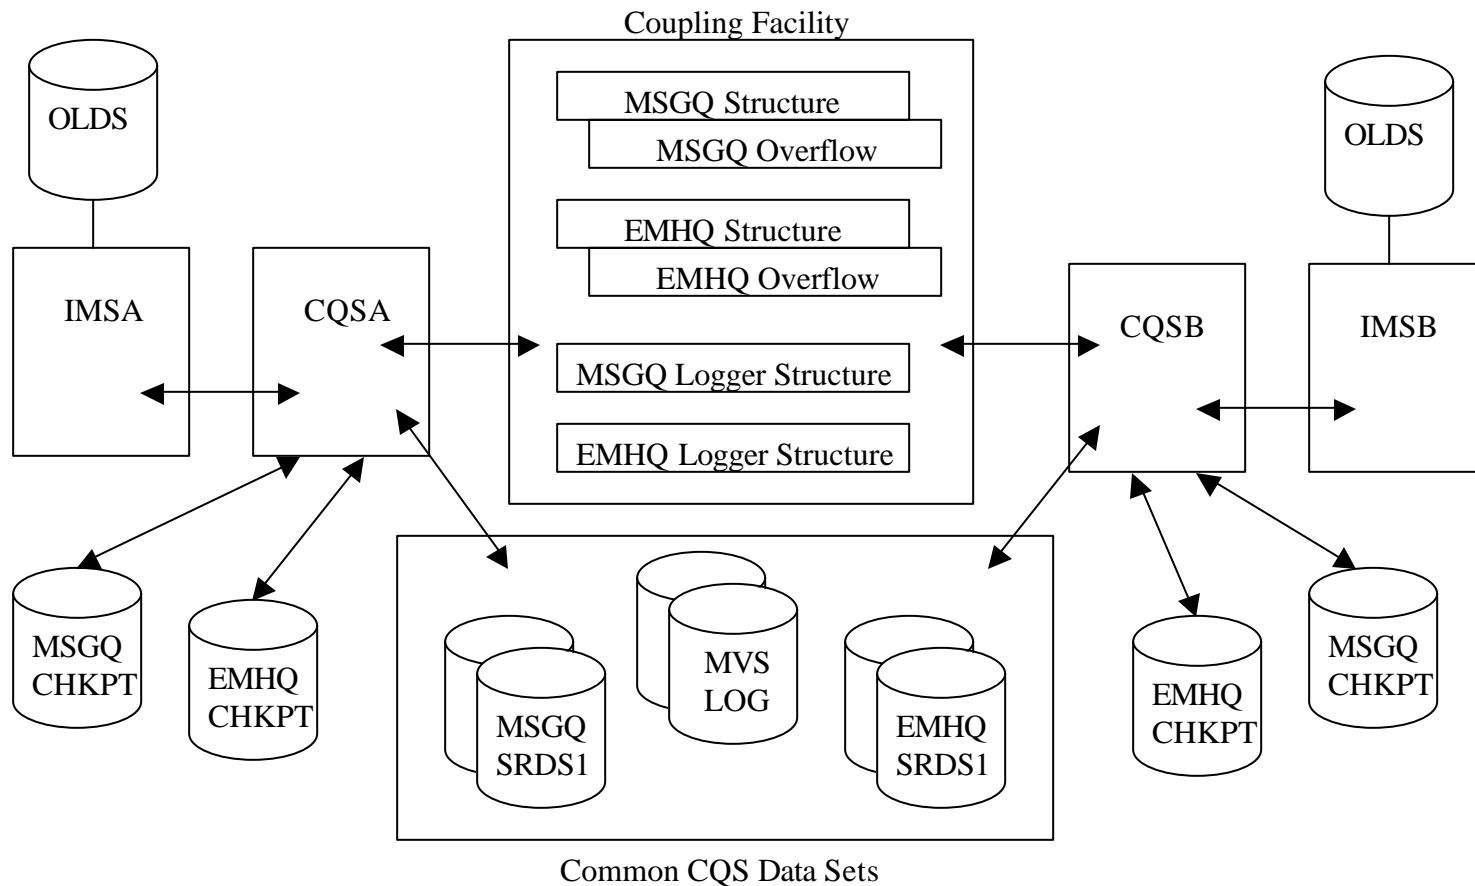 Coupling Facility
OLDS
MSGQ Structure
MSGQ Overflow
EMHQ Structure
EMHQ Overflow
MSGQ Logger Structure
EMHQ Logger Structure
OLDS
IMSA
CQSA
CQSB
IMSB
MSGQ
CHKPT
EMHQ
CHKPT
MSGQ
SRDS1
MVS
LOG
EMHQ
SRDS1
EMHQ
CHKPT
MSGQ
CHKPT
Common CQS Data Sets